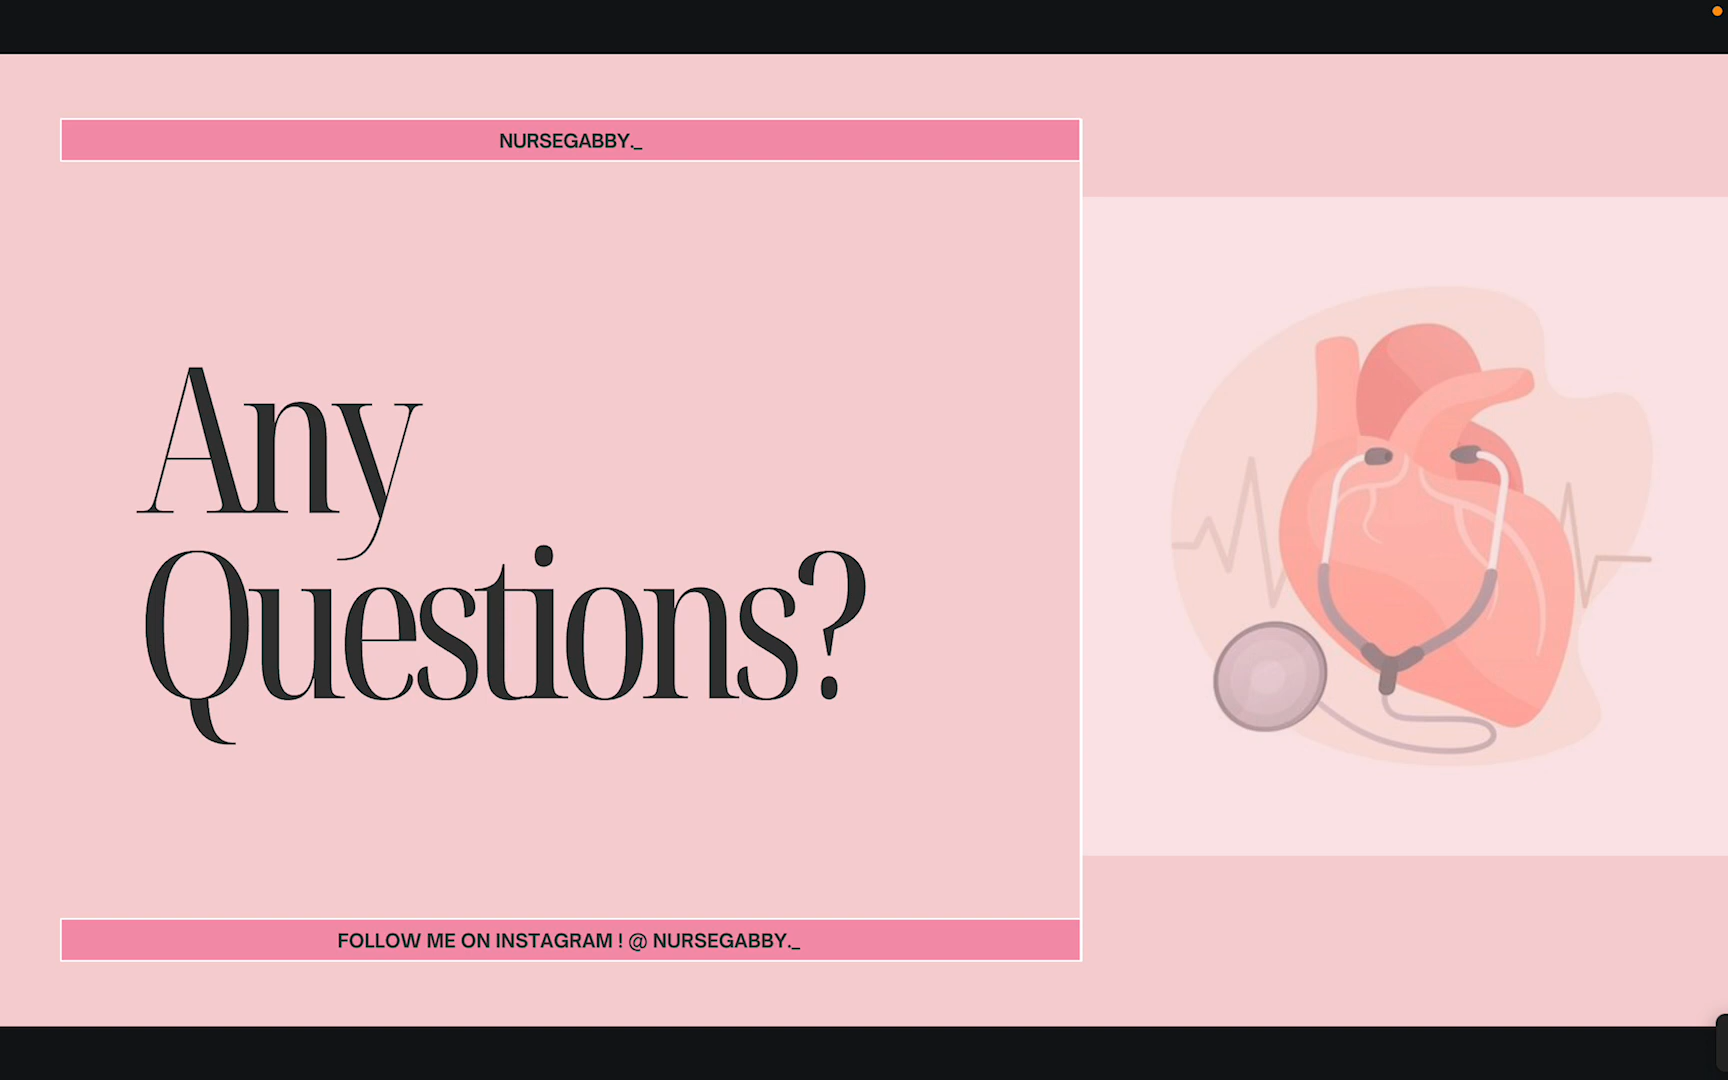 NURSEGABBY._
Any
Questions?
FOLLOW ME ON INSTAGRAM ! @ NURSEGABBY._